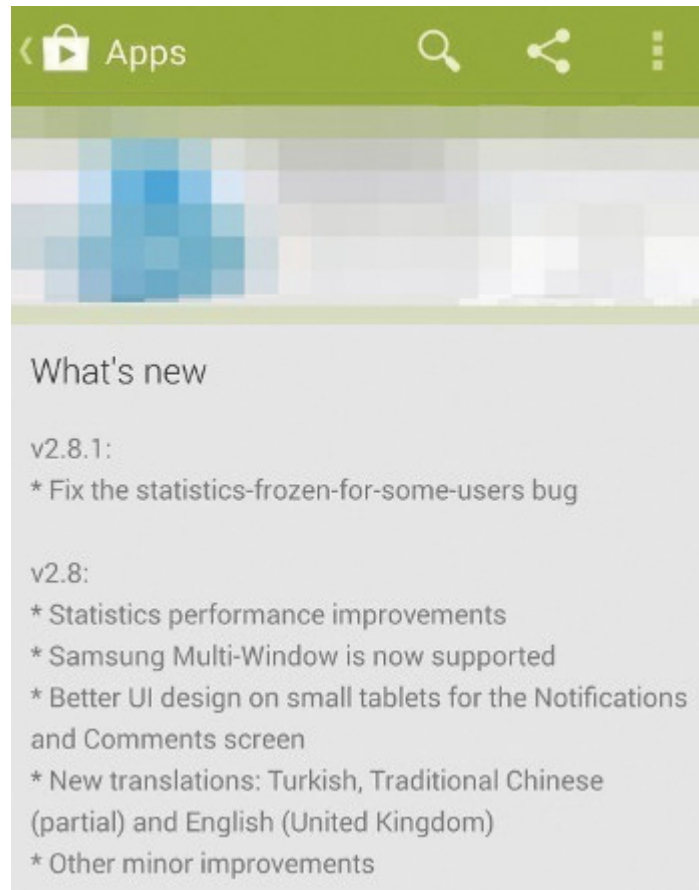 Apps
What's new
v2.8.1:
* Fix the statistics-frozen-for-some-users bug
v2.8:
* Statistics performance improvements
* Samsung Multi-Window is now supported
* Better UI design on small tablets for the Notifications
and Comments screen
* New translations: Turkish, Traditional Chinese
(partial) and English (United Kingdom)
* Other minor improvements